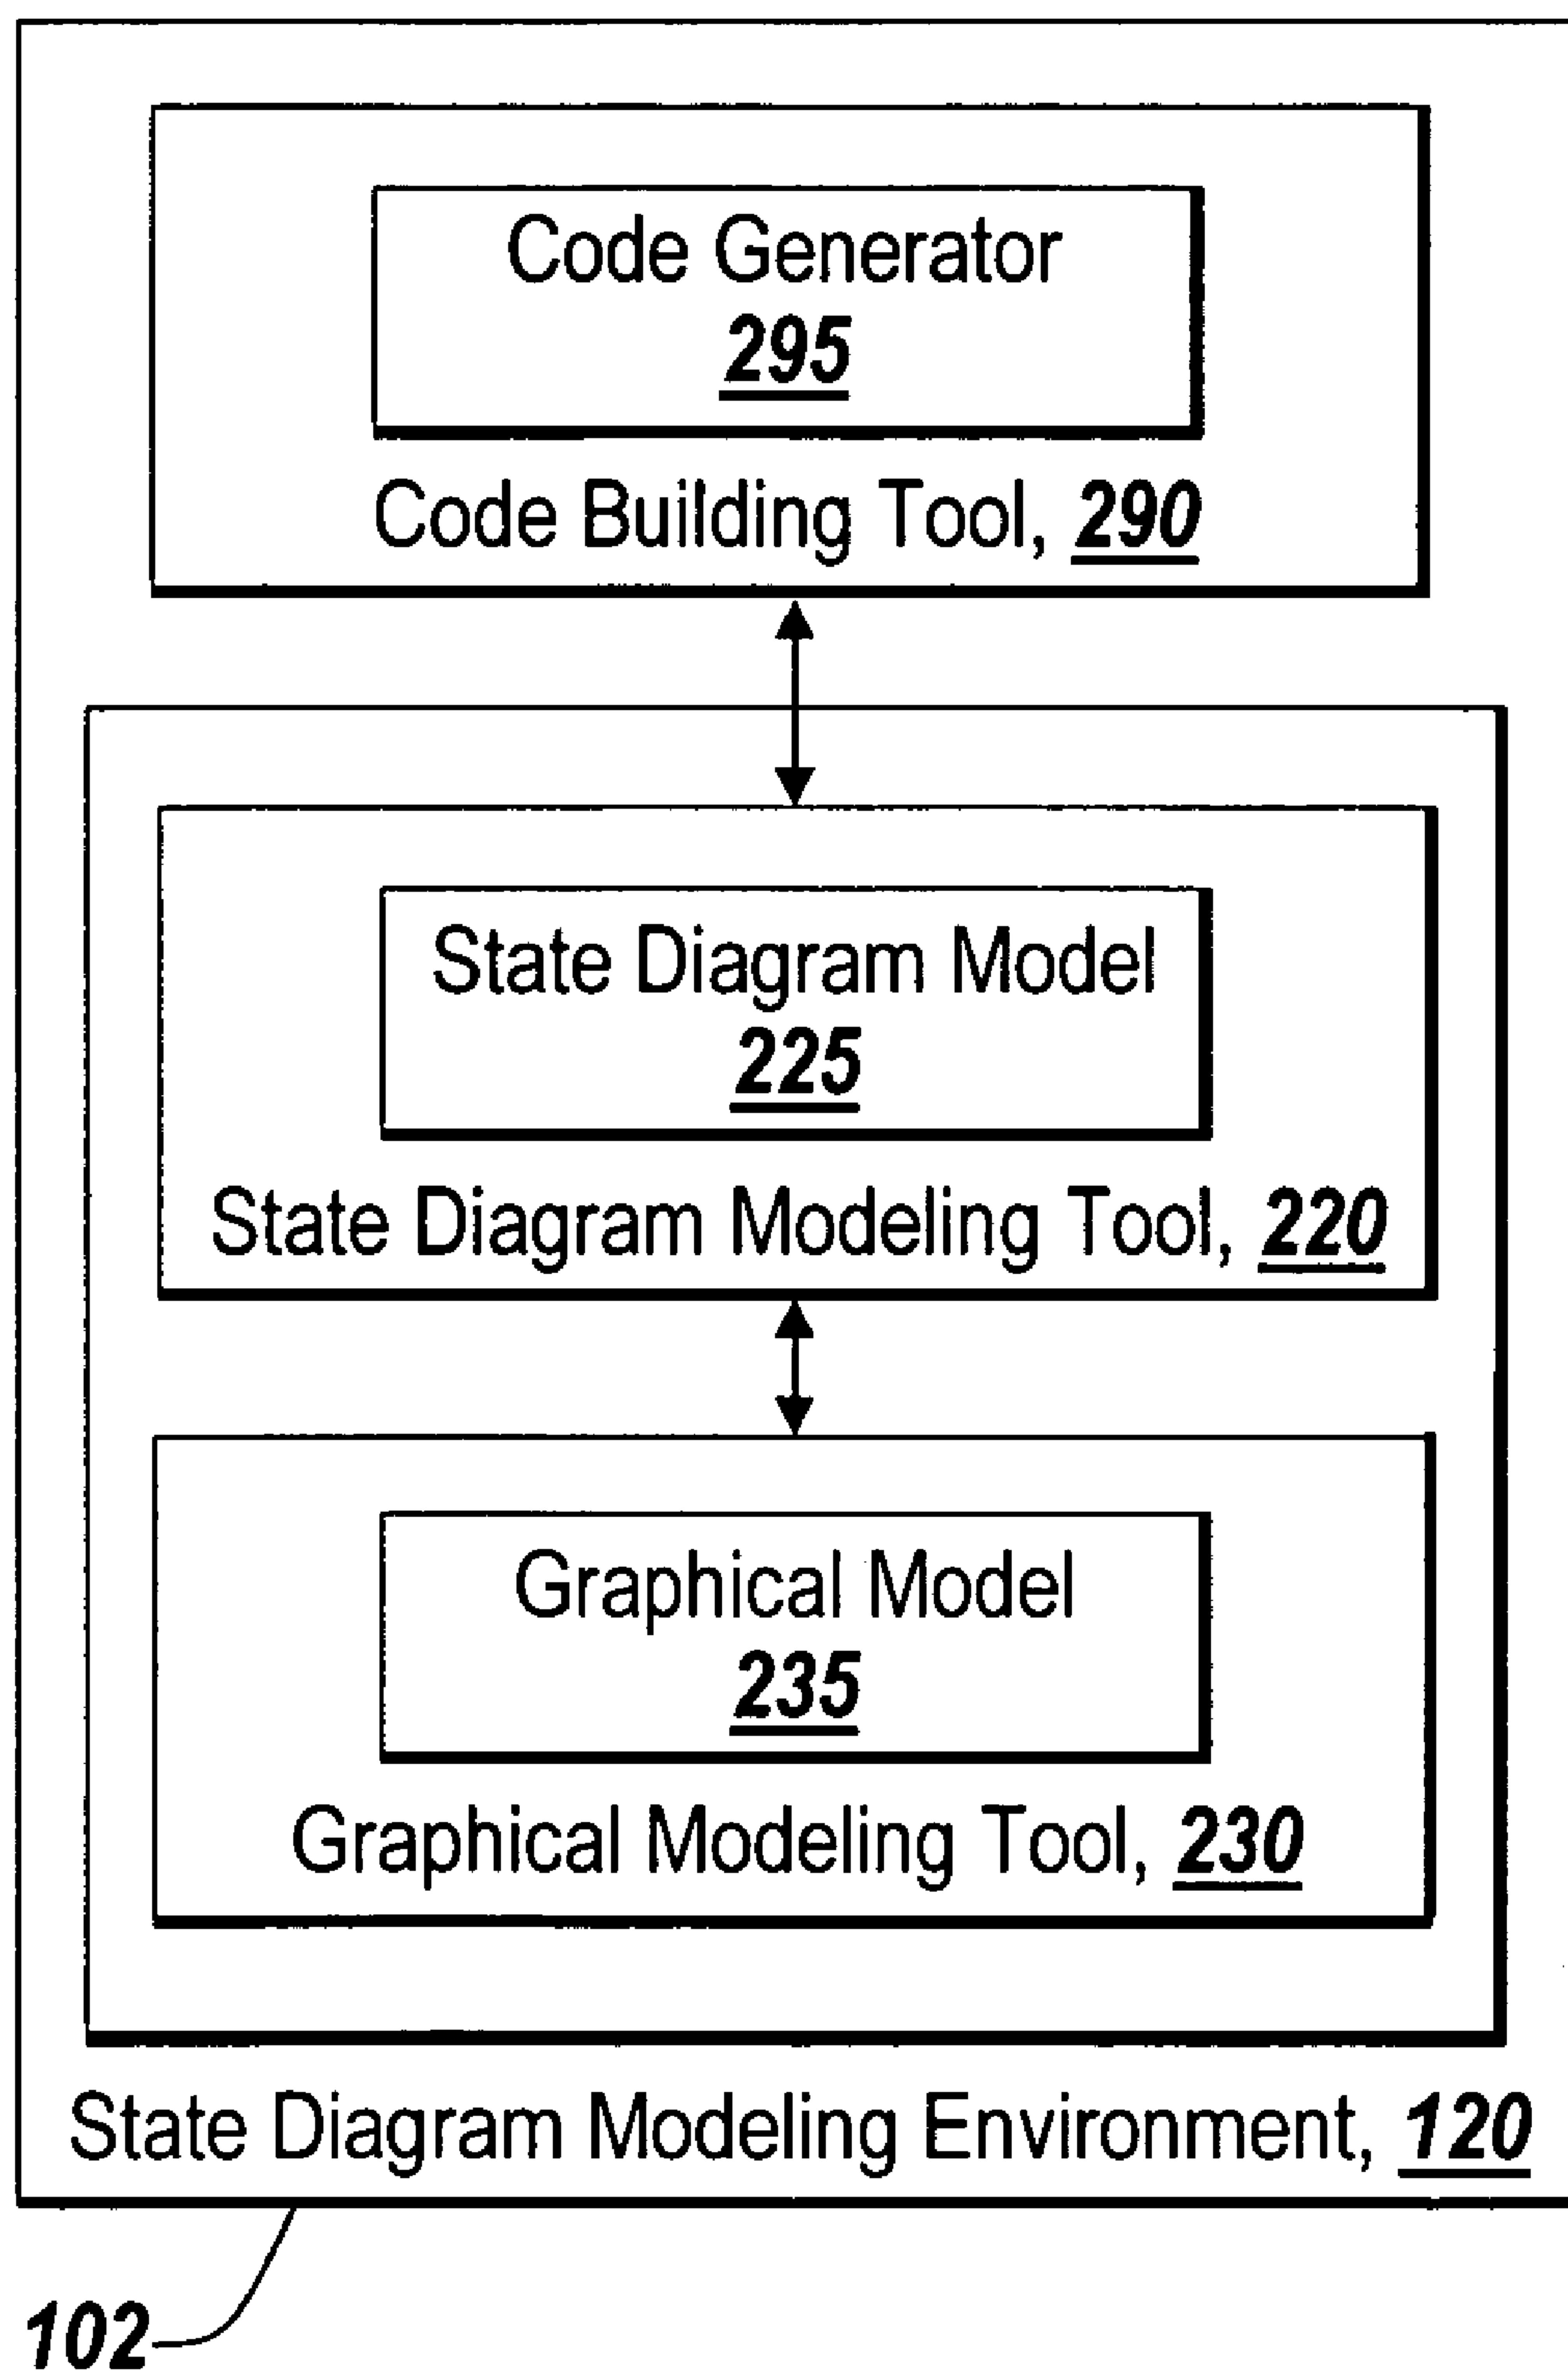 Code Generator
295
Code Building Tool, 290
State Diagram Model
225
State Diagram Modeling Tool, 220
Graphical Model
235
Graphical Modeling Tool, 230
State Diagram Modeling Environment, 120
102